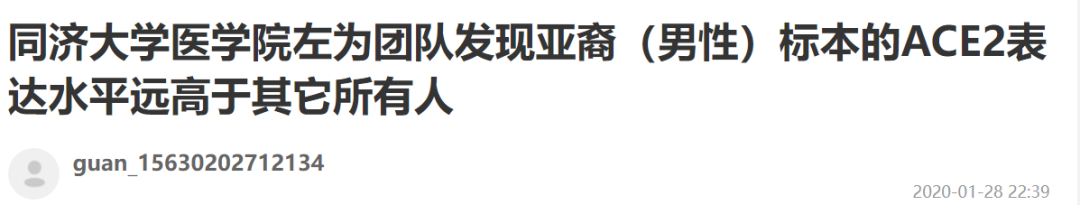 同济大学医学院左为团队发现亚裔（男性）标本的ACE2表
达水平远高于其它所有人
guan_15630202712134
2020-01-28 22:39